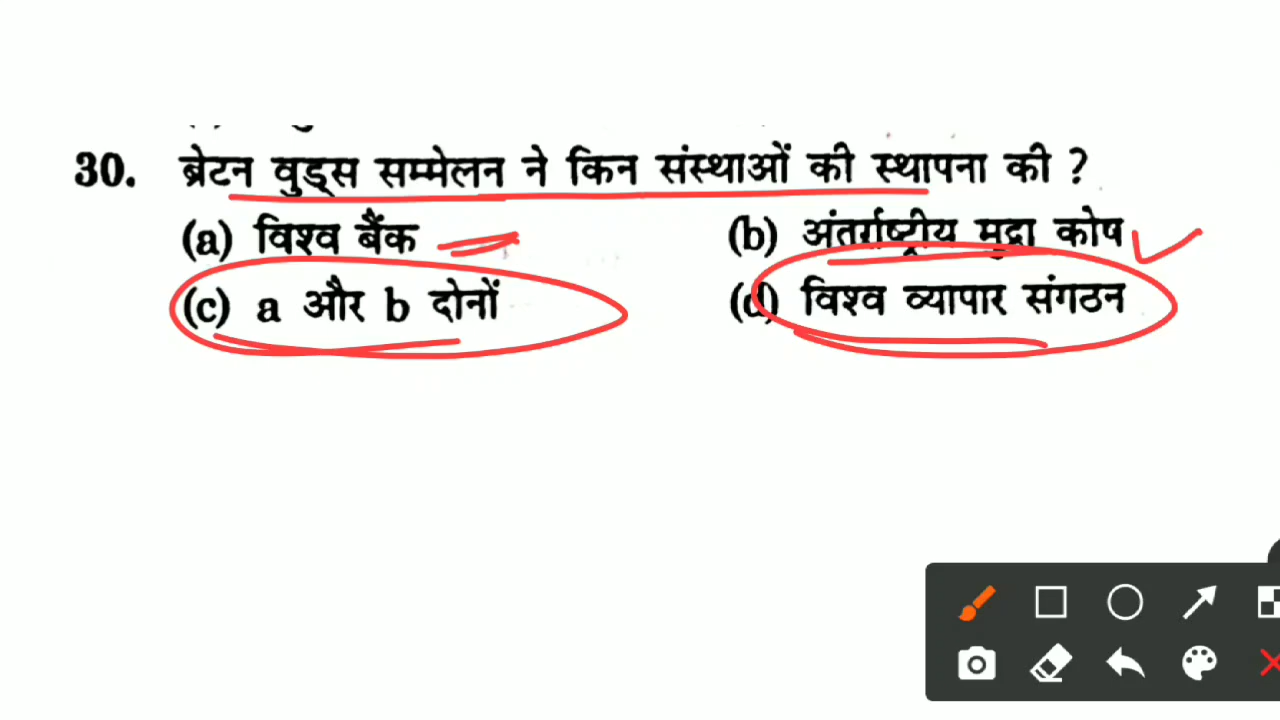 30. ब्रेटन वुड्स सम्मेलन ने किन संस्थाओं की स्थापना की ?
(a) विश्व बैंक (b) अंतर्राष्ट्रीय मुद्रा कोष
(c) a और b दोनों (d) विश्व व्यापार संगठन